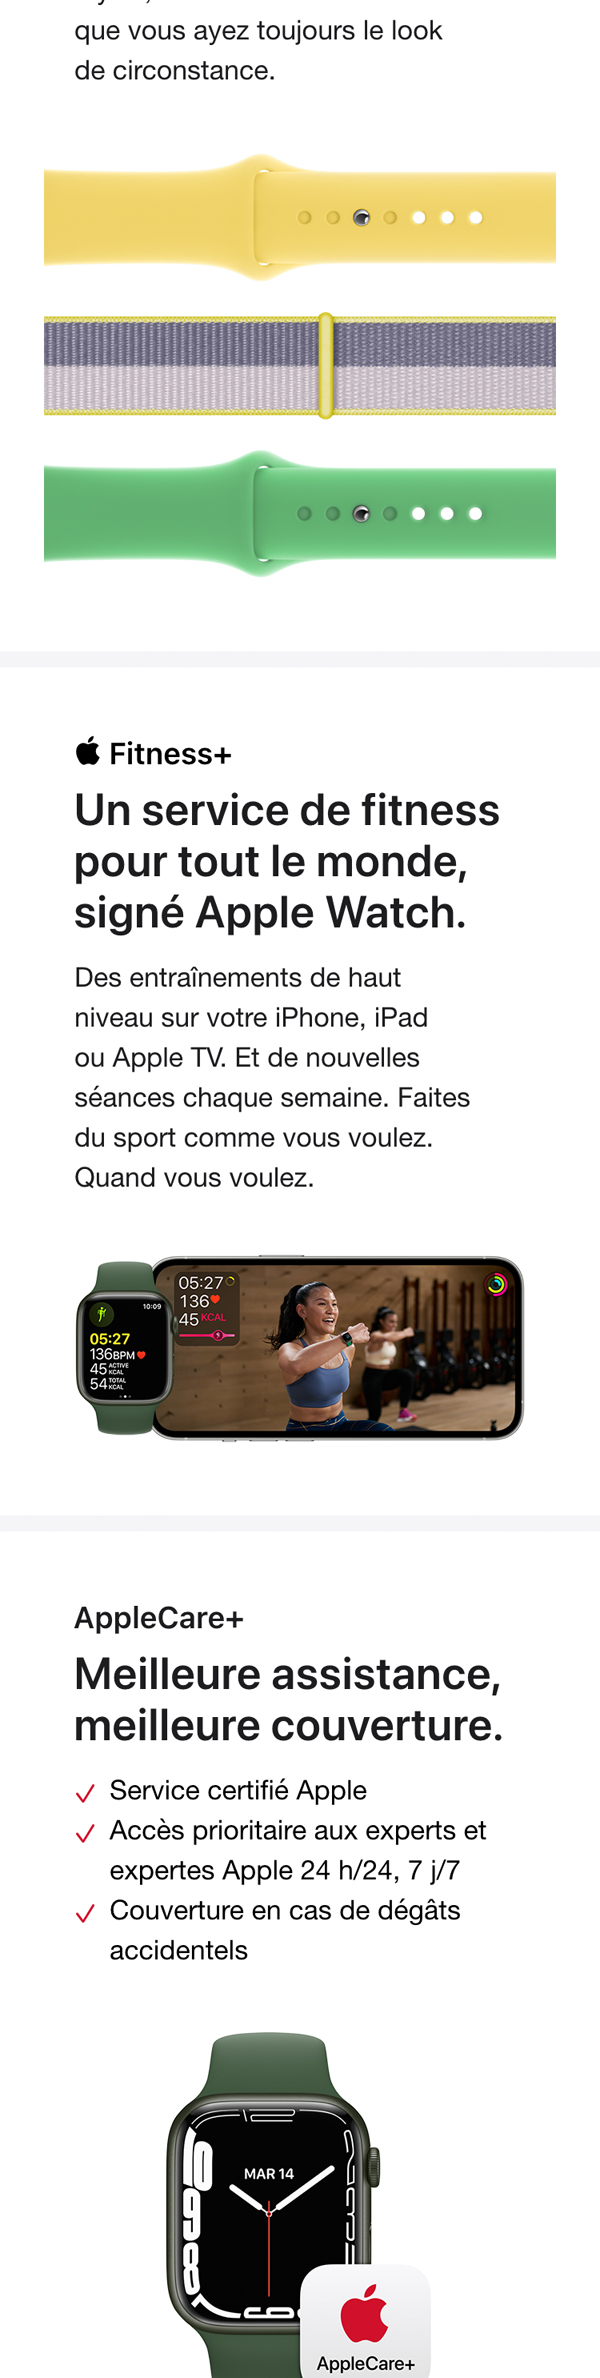 que vous ayez toujours le look
de circonstance.
Fitness+
Un service de fitness
pour tout le monde,
signé Apple Watch.
Des entraînements de haut
niveau sur votre iPhone, iPad
ou Apple TV. Et de nouvelles
séances chaque semaine. Faites
du sport comme vous voulez.
Quand vous voulez.
10:09
05:27
136BPM
45 ACTIVE KCAL
54 TOTAL KCAL
05:27
136
45 KCAL
AppleCare+
Meilleure assistance,
meilleure couverture.
Service certifié Apple
Accès prioritaire aux experts et
expertes Apple 24 h/24, 7 j/7
Couverture en cas de dégâts
accidentels
MAR 14
AppleCare+